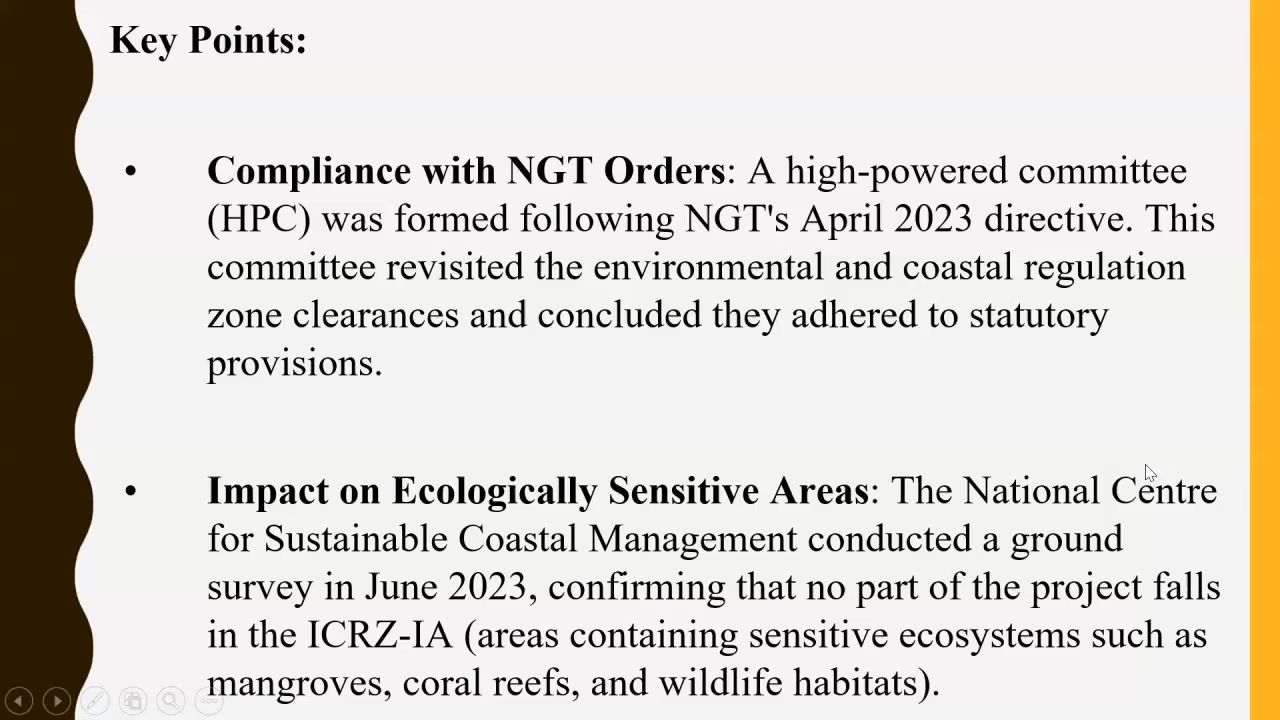 Key Points:
• Compliance with NGT Orders: A high-powered committee
(HPC) was formed following NGT's April 2023 directive. This
committee revisited the environmental and coastal regulation
zone clearances and concluded they adhered to statutory
provisions.
• Impact on Ecologically Sensitive Areas: The National Centre
for Sustainable Coastal Management conducted a ground
survey in June 2023, confirming that no part of the project falls
in the ICRZ-IA (areas containing sensitive ecosystems such as
mangroves, coral reefs, and wildlife habitats).